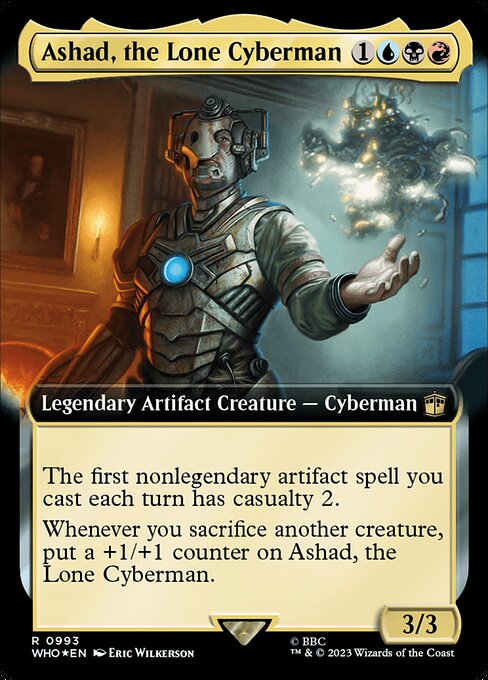 Ashad, the Lone Cyberman 1
Legendary Artifact Creature — Cyberman
The first nonlegendary artifact spell you
cast each turn has casualty 2.
Whenever you sacrifice another creature,
put a +1/+1 counter on Ashad, the
Lone Cyberman.
3/3
R 0993
WHO★EN Eric Wilkerson
© BBC
™ & © 2023 Wizards of the Coast